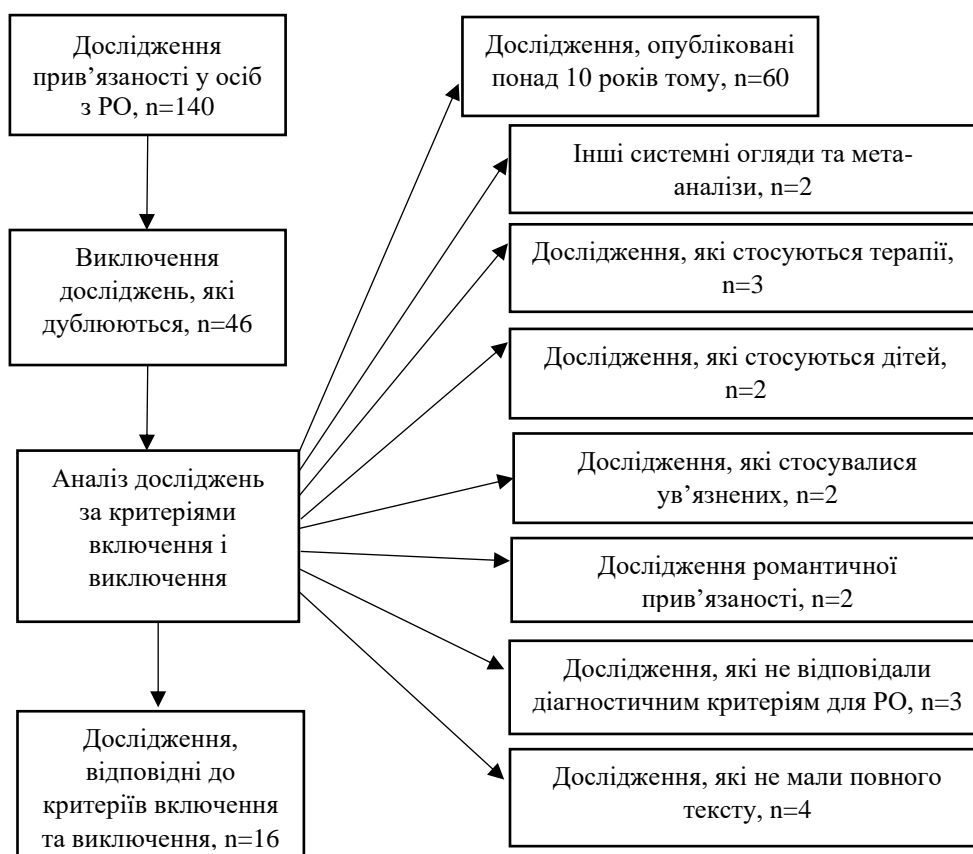 Дослідження
прив’язаності у осіб
з РО, n=140
Виключення
досліджень, які
дублюються, n=46
Аналіз досліджень
за критеріями
включення і
виключення
Дослідження,
відповідні до
критеріїв включення
та виключення, n=16
Дослідження, опубліковані
понад 10 років тому, n=60
Інші системні огляди та мета-
аналізи, n=2
Дослідження, які стосуються терапії,
n=3
Дослідження, які стосуються дітей,
n=2
Дослідження, які стосувалися
ув’язнених, n=2
Дослідження романтичної
прив’язаності, n=2
Дослідження, які не відповідали
діагностичним критеріям для РО, n=3
Дослідження, які не мали повного
тексту, n=4